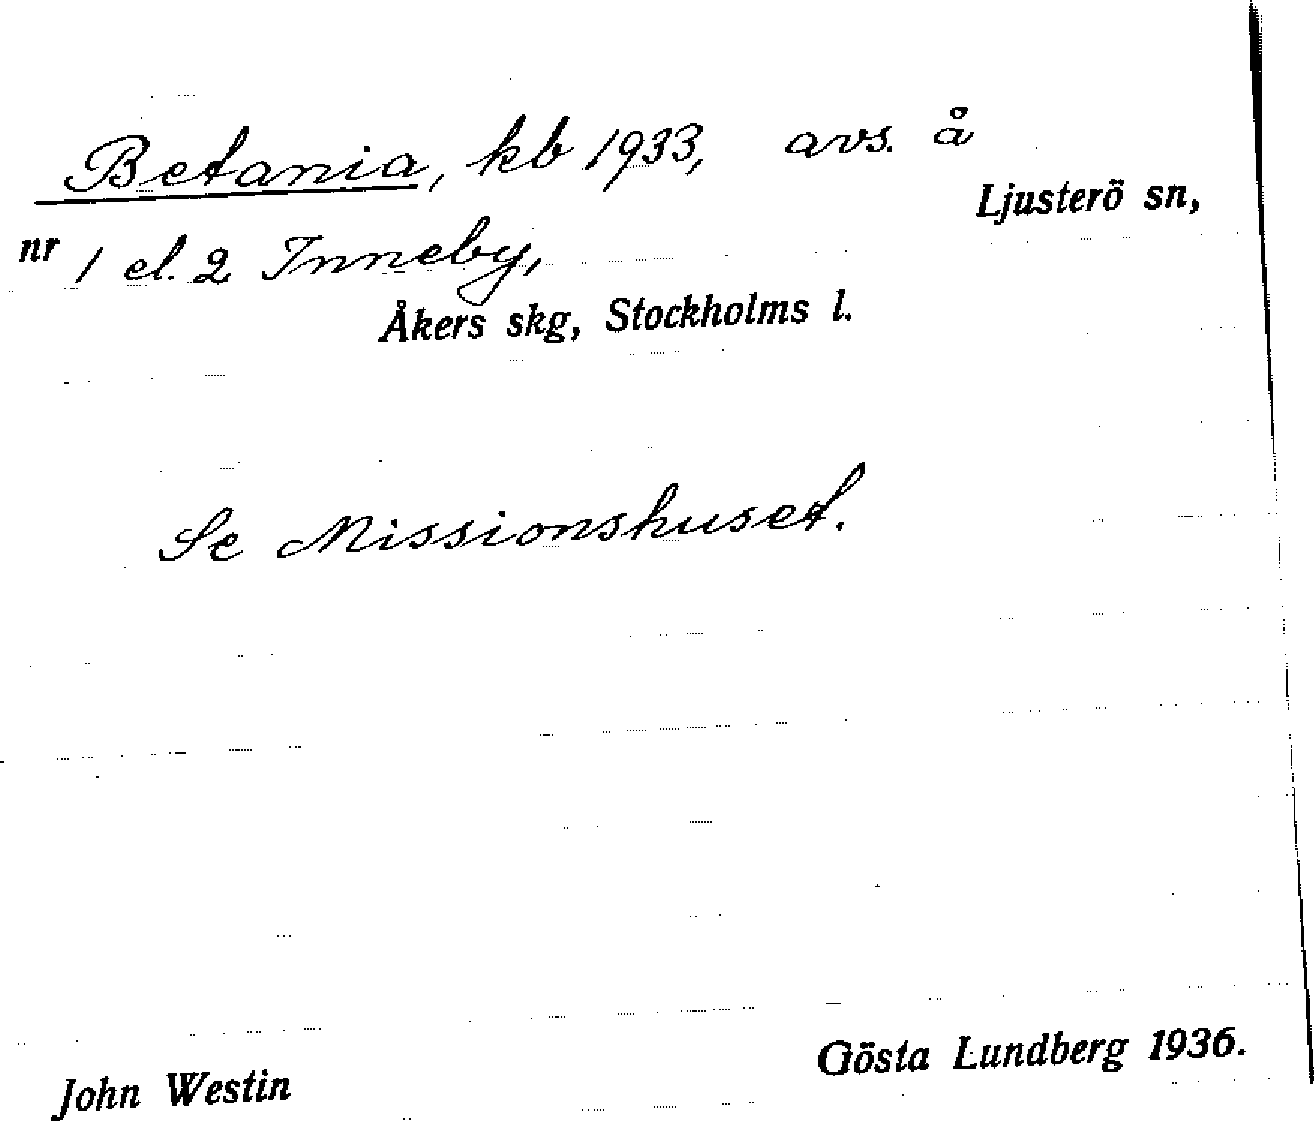 Betania, kb 1933, avs. å
Ljusterö sn,
nr 1 el. 2 Inneby,
Åkers skg, Stockholms l.
Se Missionshuset.
Gösta Lundberg 1936.
John Westin